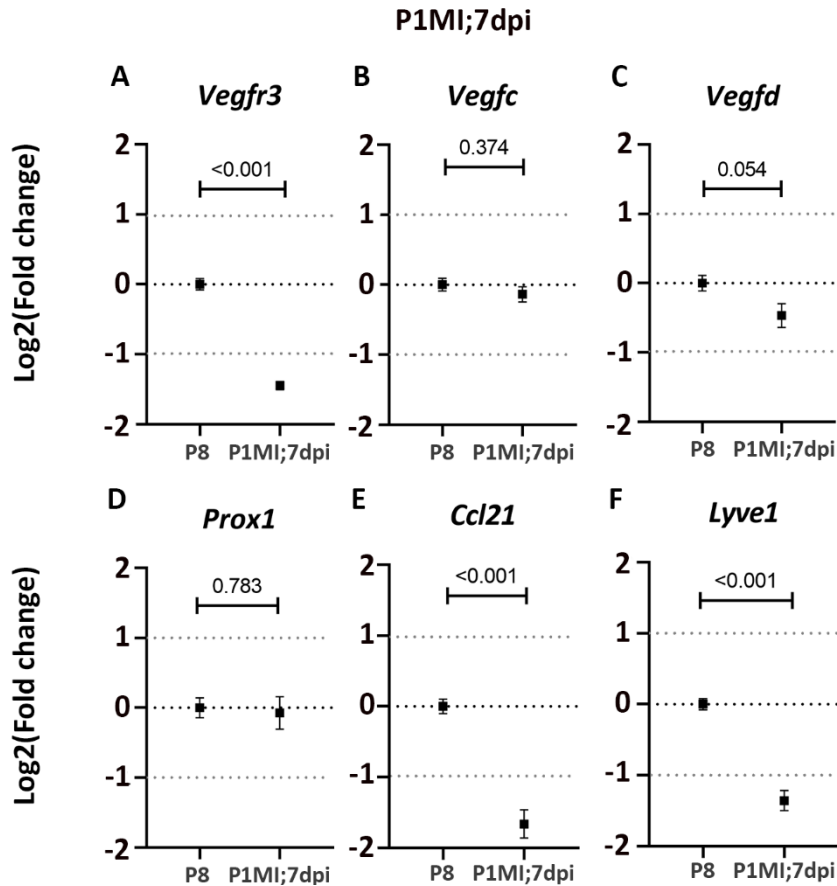 P1MI;7dpi
A Vegfr3
B Vegfc
C Vegfd
Log2(Fold change)
2
1
0
-1
-2
<0.001
P8 P1MI;7dpi
2
1
0
-1
-2
0.374
P8 P1MI;7dpi
2
1
0
-1
-2
0.054
P8 P1MI;7dpi
D Prox1
E Ccl21
F Lyve1
Log2(Fold change)
2
1
0
-1
-2
0.783
P8 P1MI;7dpi
2
1
0
-1
-2
<0.001
P8 P1MI;7dpi
2
1
0
-1
-2
<0.001
P8 P1MI;7dpi